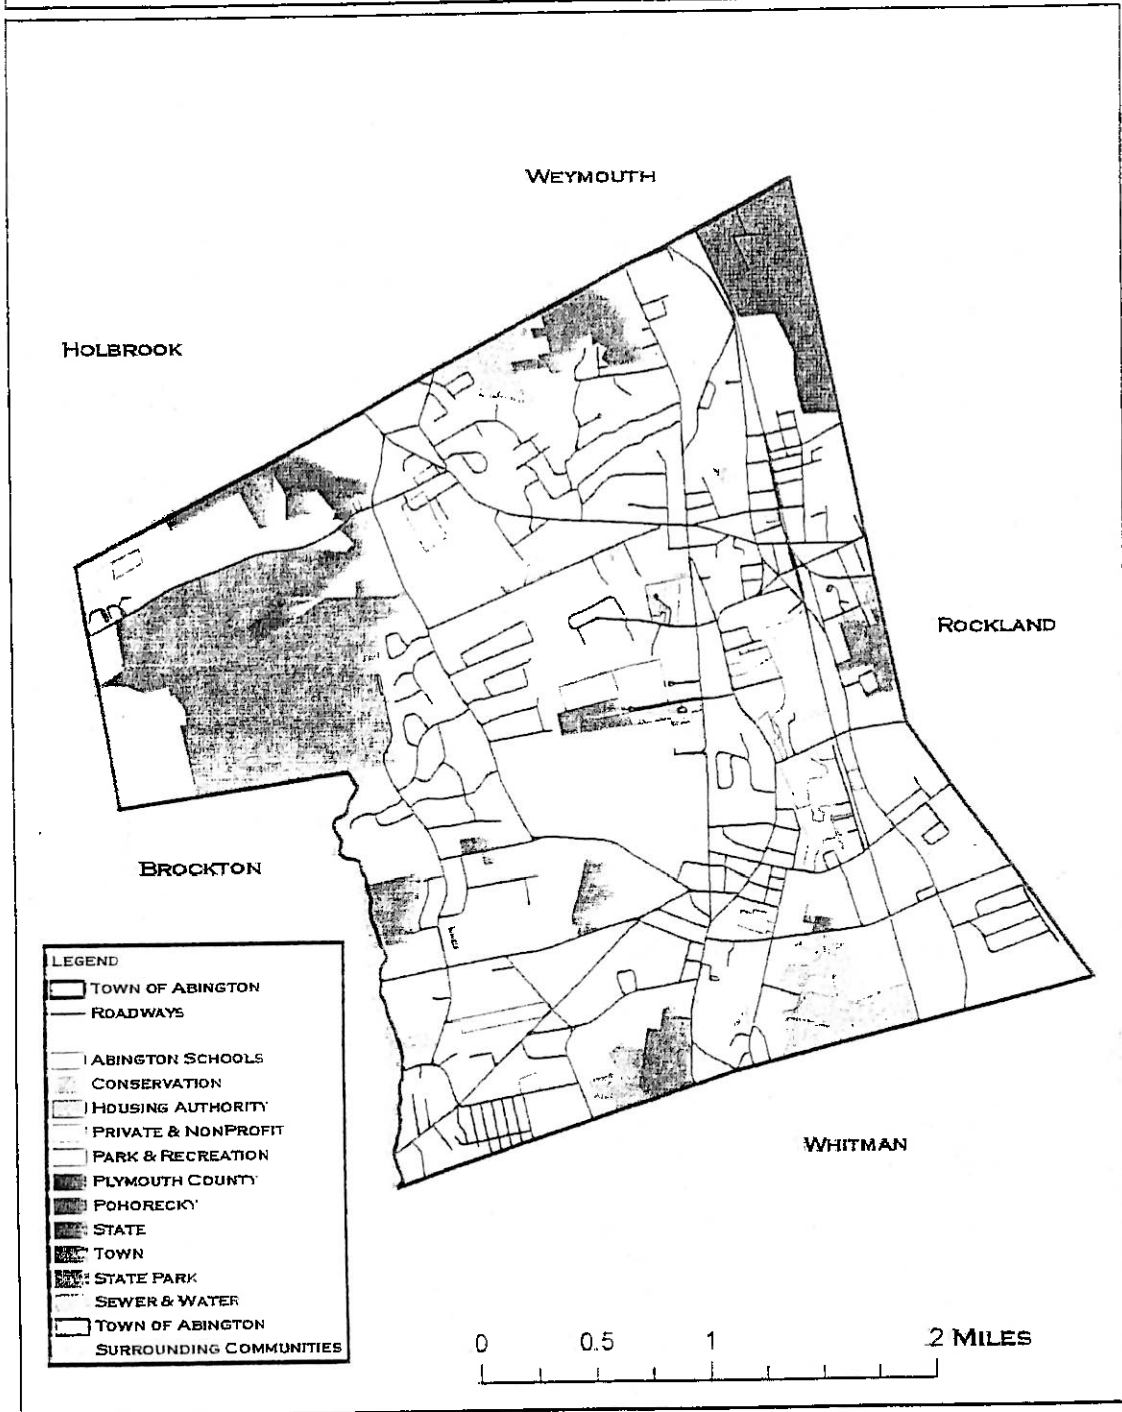 WEYMOUTH
HOLBROOK
ROCKLAND
BROCKTON
WHITMAN
LEGEND
TOWN OF ABINGTON
ROADWAYS
ABINGTON SCHOOLS
CONSERVATION
HOUSING AUTHORITY
PRIVATE & NONPROFIT
PARK & RECREATION
PLYMOUTH COUNTY
POHORECKY
STATE
TOWN
STATE PARK
SEWER & WATER
TOWN OF ABINGTON
SURROUNDING COMMUNITIES
0 0.5 1 2 MILES